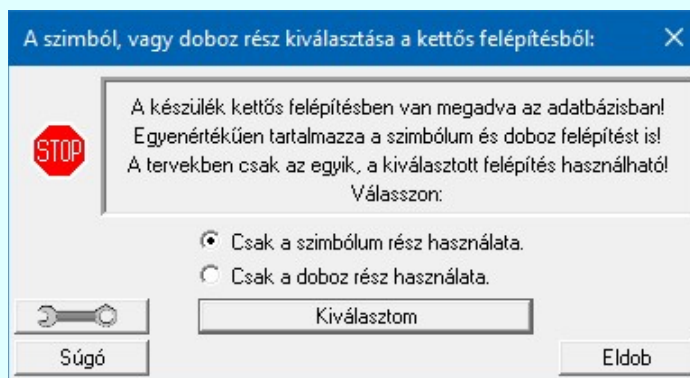 A szimból, vagy doboz rész kiválasztása a kettős felépítésből:
STOP
A készülék kettős felépítésben van megadva az adatbázisban!
Egyenértékűen tartalmazza a szimbólum és doboz felépítést is!
A tervekben csak az egyik, a kiválasztott felépítés használható!
Válasszon:
Csak a szimbólum rész használata.
Csak a doboz rész használata.
Kiválasztom
Súgó
Eldob